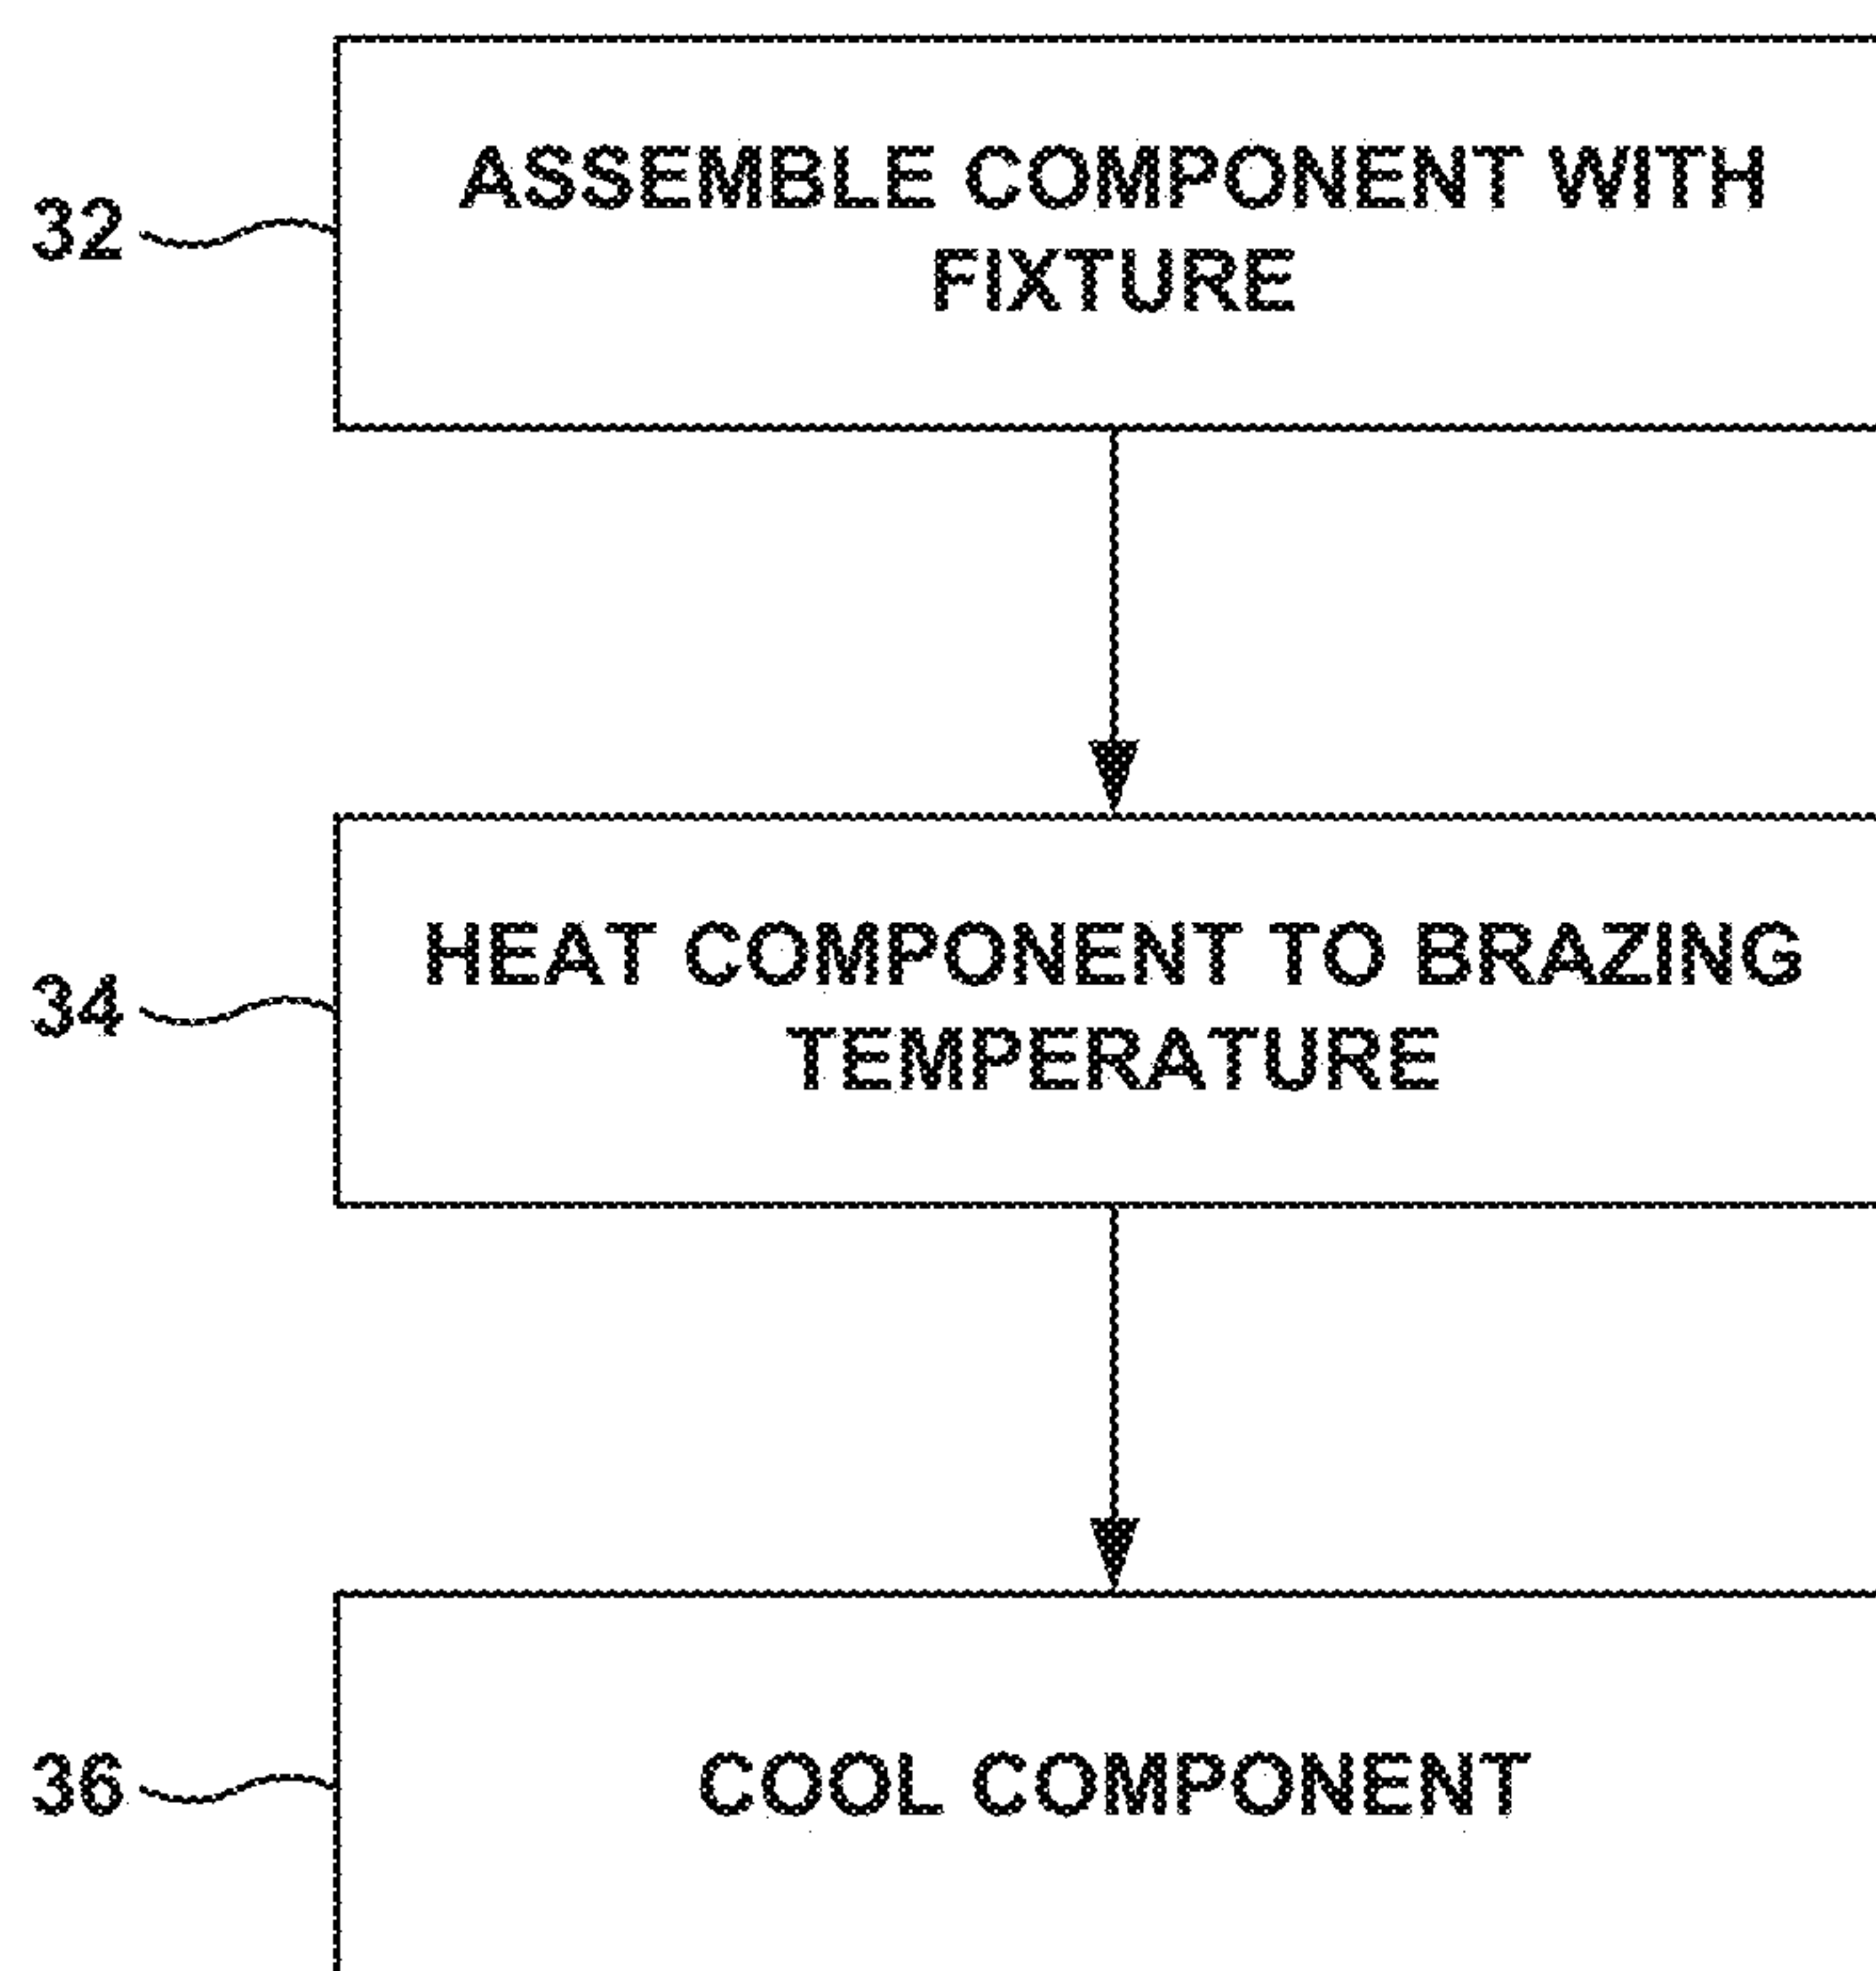 32
ASSEMBLE COMPONENT WITH
FIXTURE
34
HEAT COMPONENT TO BRAZING
TEMPERATURE
36
COOL COMPONENT